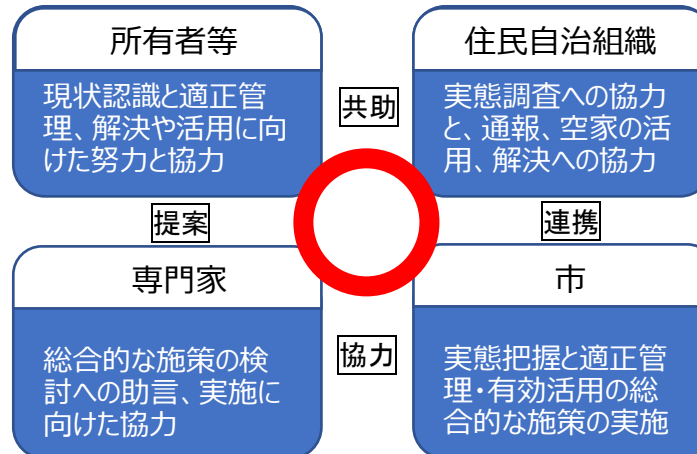 所有者等
現状認識と適正管
理、解決や活用に向
けた努力と協力
共助
住民自治組織
実態調査への協力
と、通報、空家の活
用、解決への協力
提案
連携
専門家
総合的な施策の検
討への助言、実施に
向けた協力
協力
市
実態把握と適正管
理・有効活用の総
合的な施策の実施